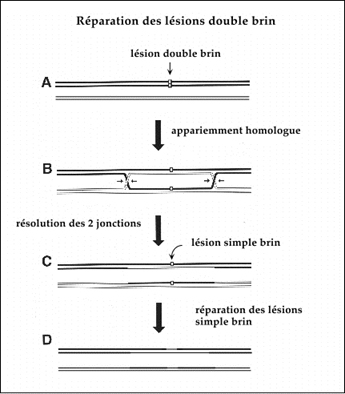 Réparation des lésions double brin
lésion double brin
A
appariemment homologue
B
résolution des 2 jonctions
lésion simple brin
C
réparation des lésions
simple brin
D